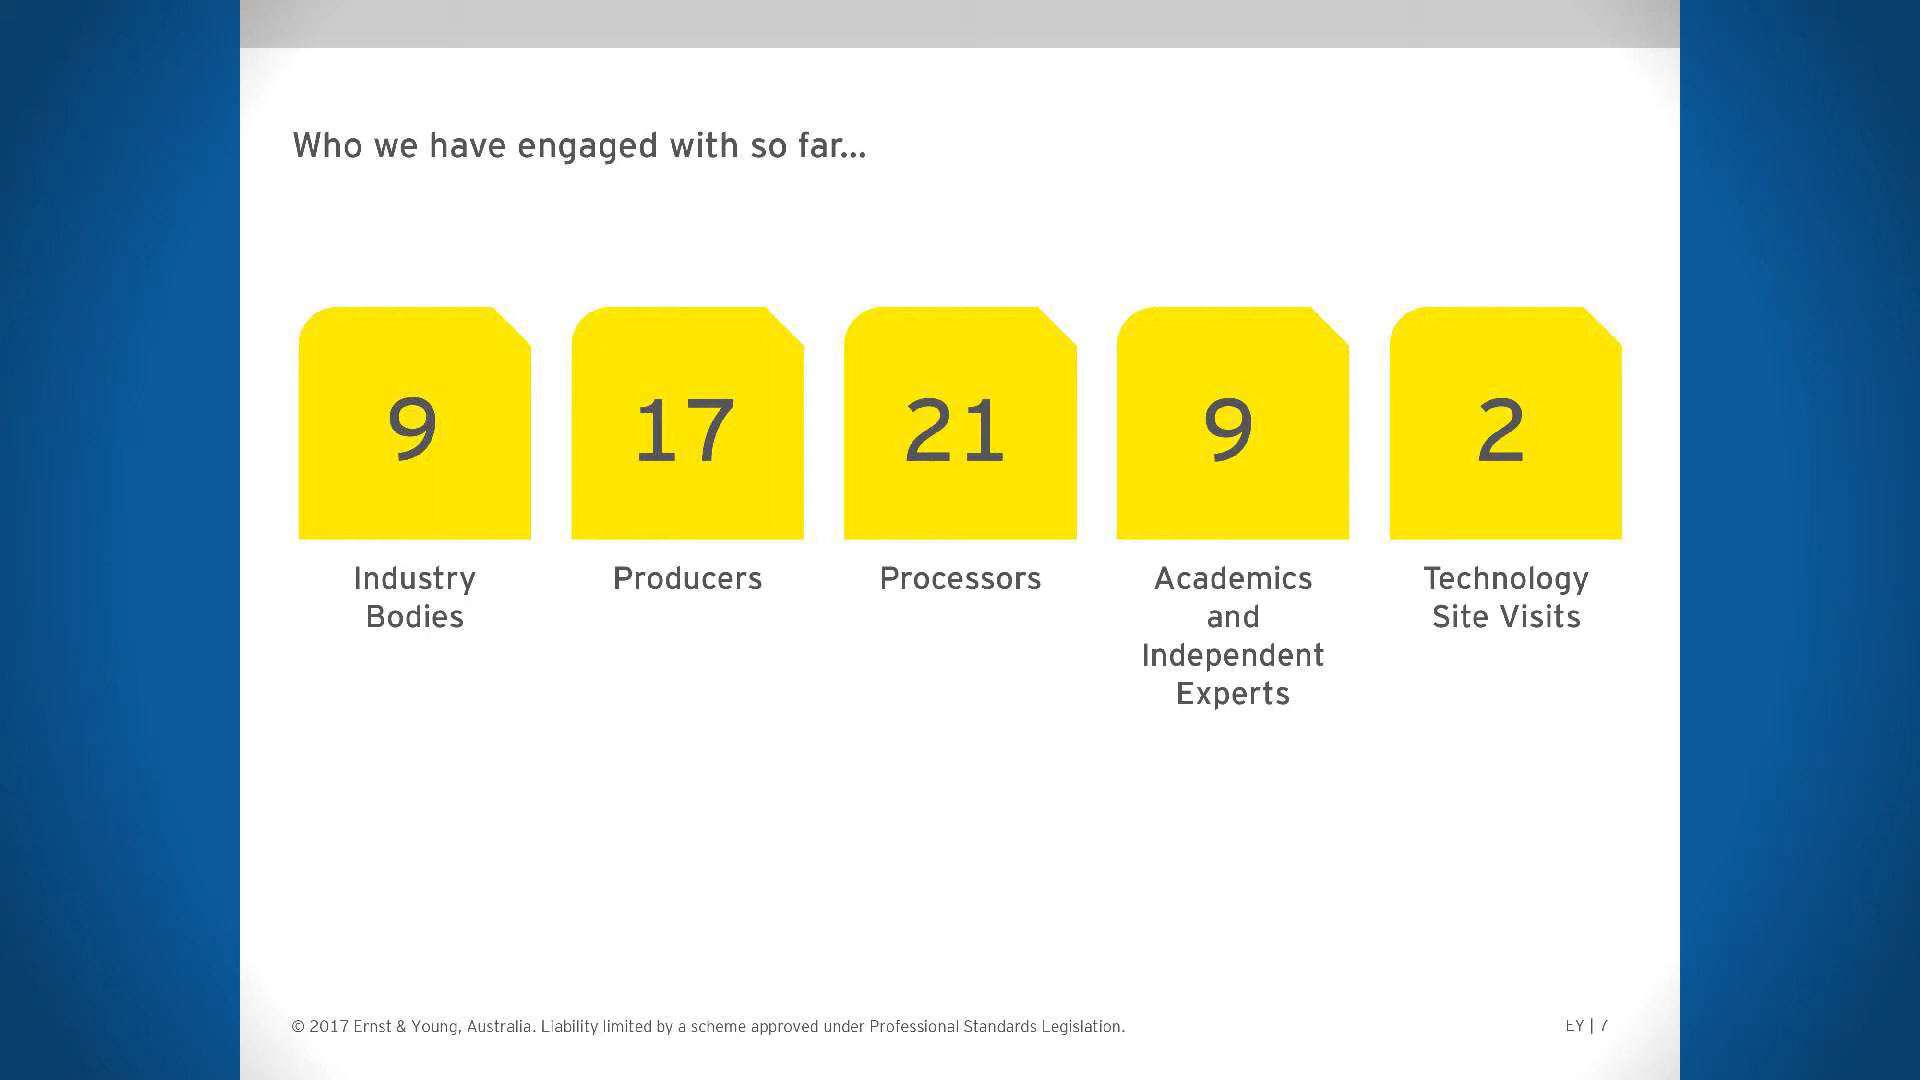 Who we have engaged with so far...
9
17
21
9
2
Industry
Bodies
Producers
Processors
Academics
and
Independent
Experts
Technology
Site Visits
© 2017 Ernst & Young, Australia. Liability limited by a scheme approved under Professional Standards Legislation.
EY | 7